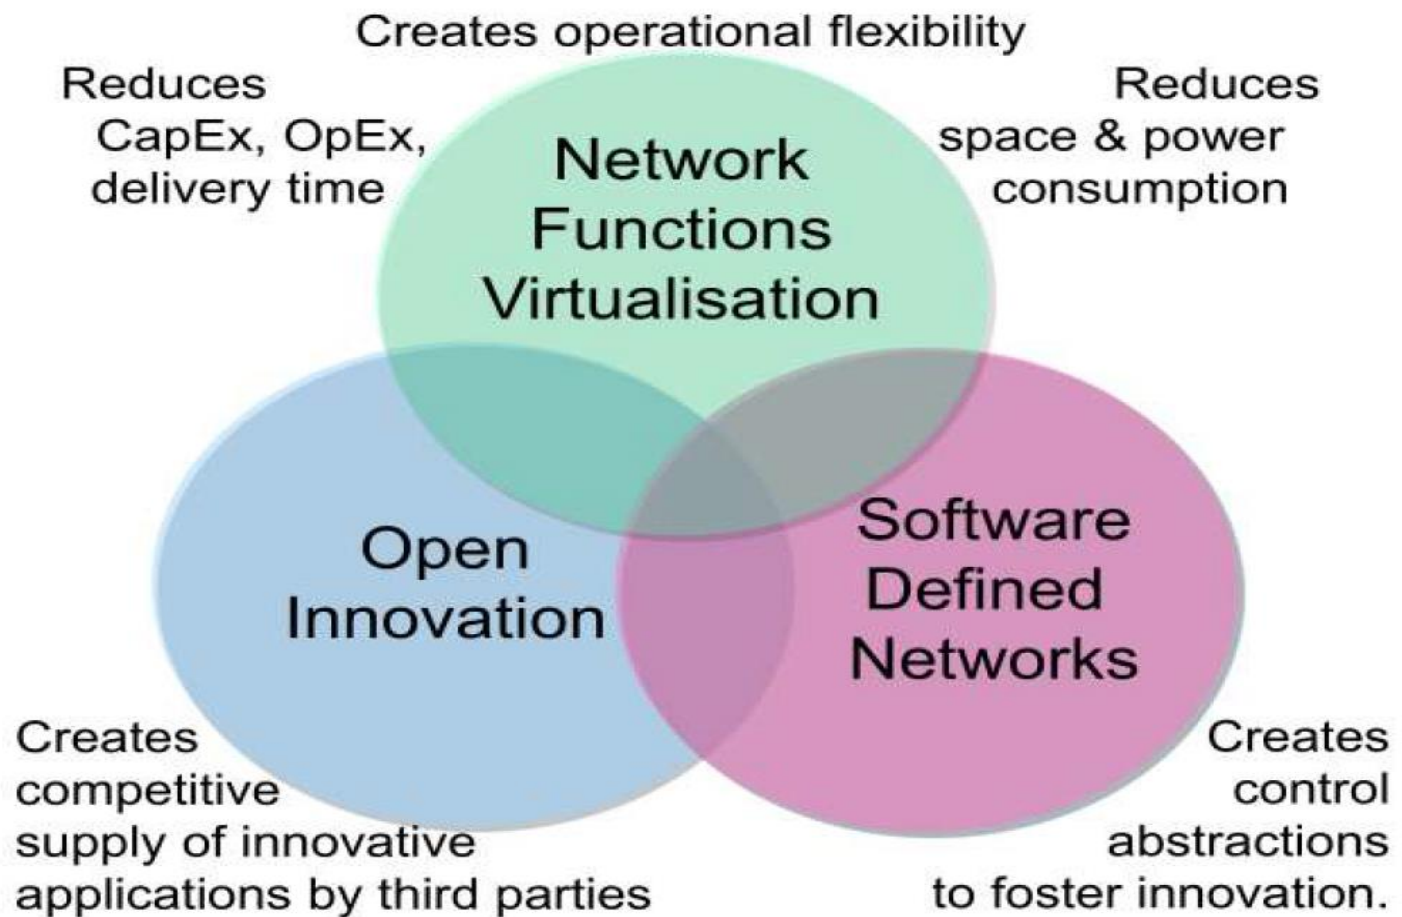 Creates operational flexibility
Reduces
CapEx, OpEx,
delivery time
Reduces
space & power
consumption
Network
Functions
Virtualisation
Open
Innovation
Software
Defined
Networks
Creates
competitive
supply of innovative
applications by third parties
Creates
control
abstractions
to foster innovation.